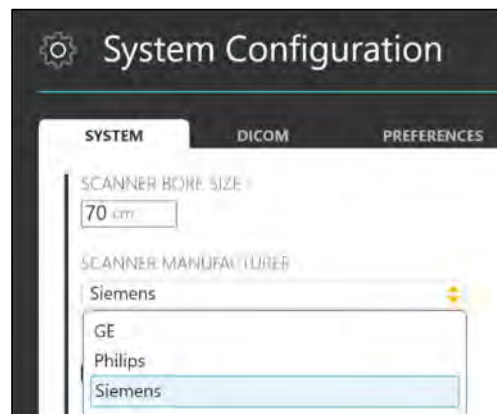 System Configuration
SYSTEM DICOM PREFERENCES
SCANNER BORE SIZE
70 cm
SCANNER MANUFACTURER
Siemens
GE
Philips
Siemens